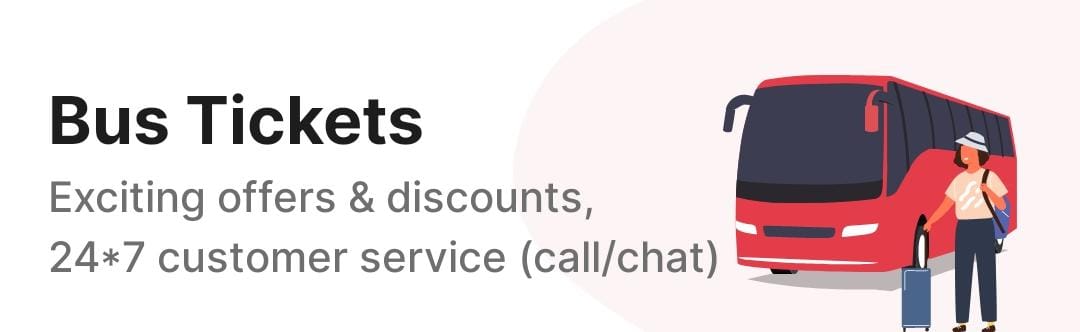 Bus Tickets
Exciting offers & discounts,
24*7 customer service (call/chat)